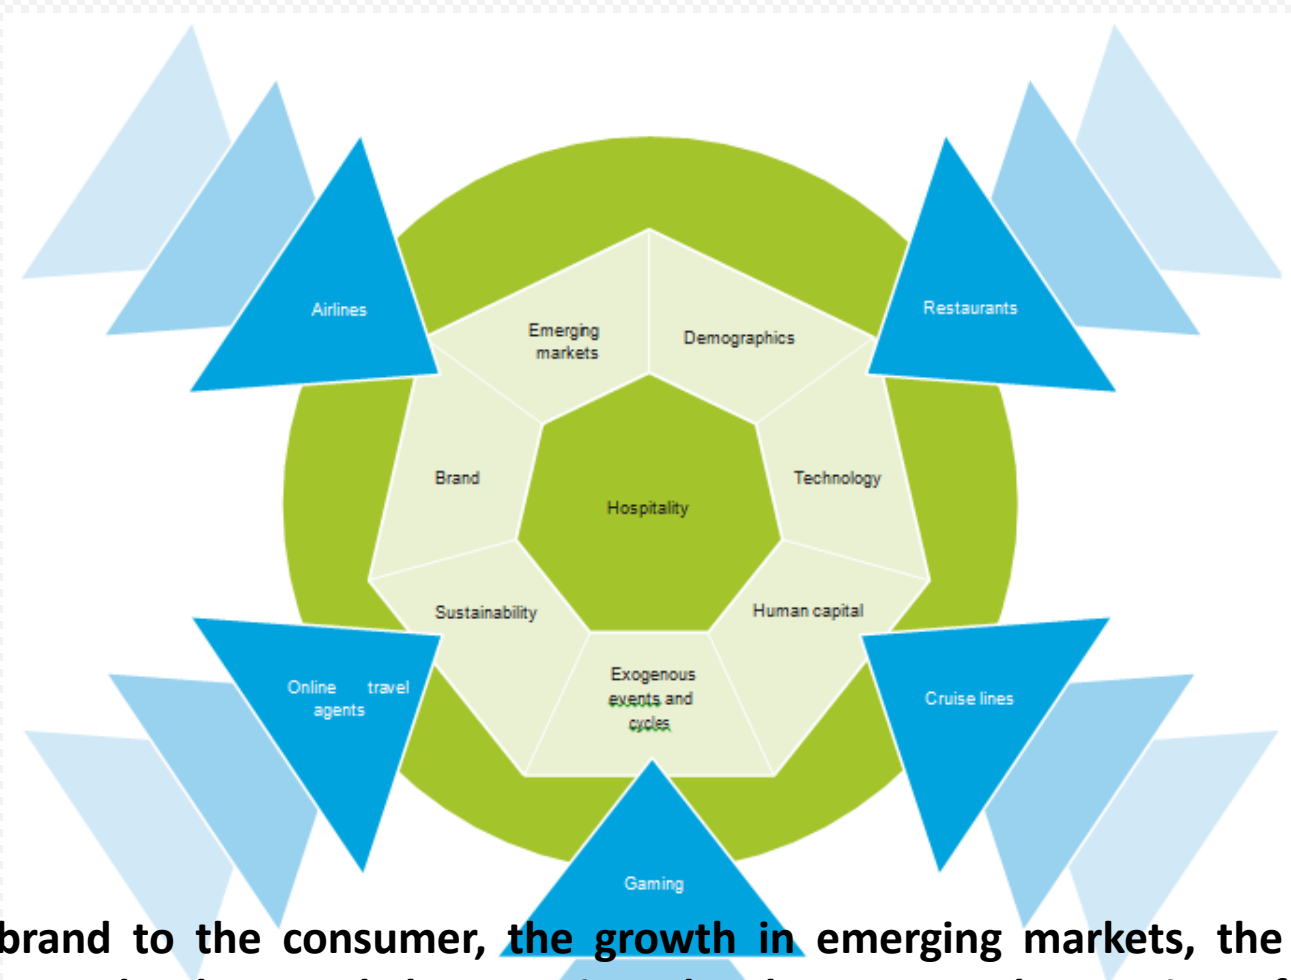 Airlines
Restaurants
Emerging
markets
Demographics
Brand
Technology
Hospitality
Sustainability
Human capital
Exogenous
events and
cycles
Online travel
agents
Cruise lines
Gaming
brand to the consumer, the growth in emerging markets, the